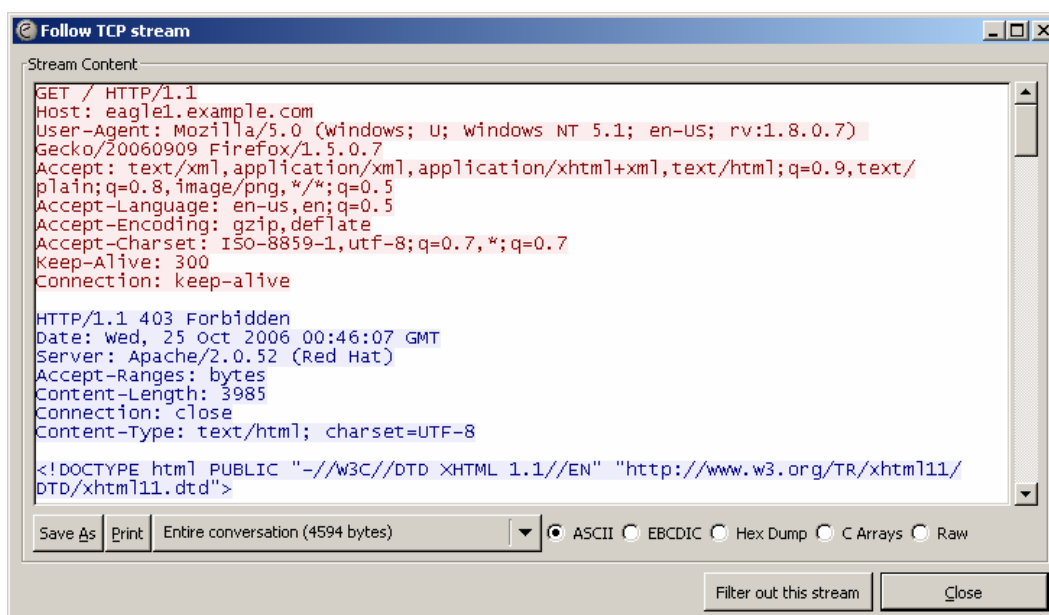 Follow TCP stream
Stream Content
GET / HTTP/1.1
Host: eagle1.example.com
User-Agent: Mozilla/5.0 (Windows; U; Windows NT 5.1; en-US; rv:1.8.0.7)
Gecko/20060909 Firefox/1.5.0.7
Accept: text/xml,application/xml,application/xhtml+xml,text/html;q=0.9,text/
plain;q=0.8,image/png,*/*;q=0.5
Accept-Language: en-us,en;q=0.5
Accept-Encoding: gzip,deflate
Accept-Charset: ISO-8859-1,utf-8;q=0.7,*;q=0.7
Keep-Alive: 300
Connection: keep-alive
HTTP/1.1 403 Forbidden
Date: Wed, 25 Oct 2006 00:46:07 GMT
Server: Apache/2.0.52 (Red Hat)
Accept-Ranges: bytes
Content-Length: 3985
Connection: close
Content-Type: text/html; charset=UTF-8
<!DOCTYPE html PUBLIC "-//W3C//DTD XHTML 1.1//EN" "http://www.w3.org/TR/xhtml11/
DTD/xhtml11.dtd">
Save As Print Entire conversation (4594 bytes) ASCII EBCDIC Hex Dump C Arrays Raw
Filter out this stream Close